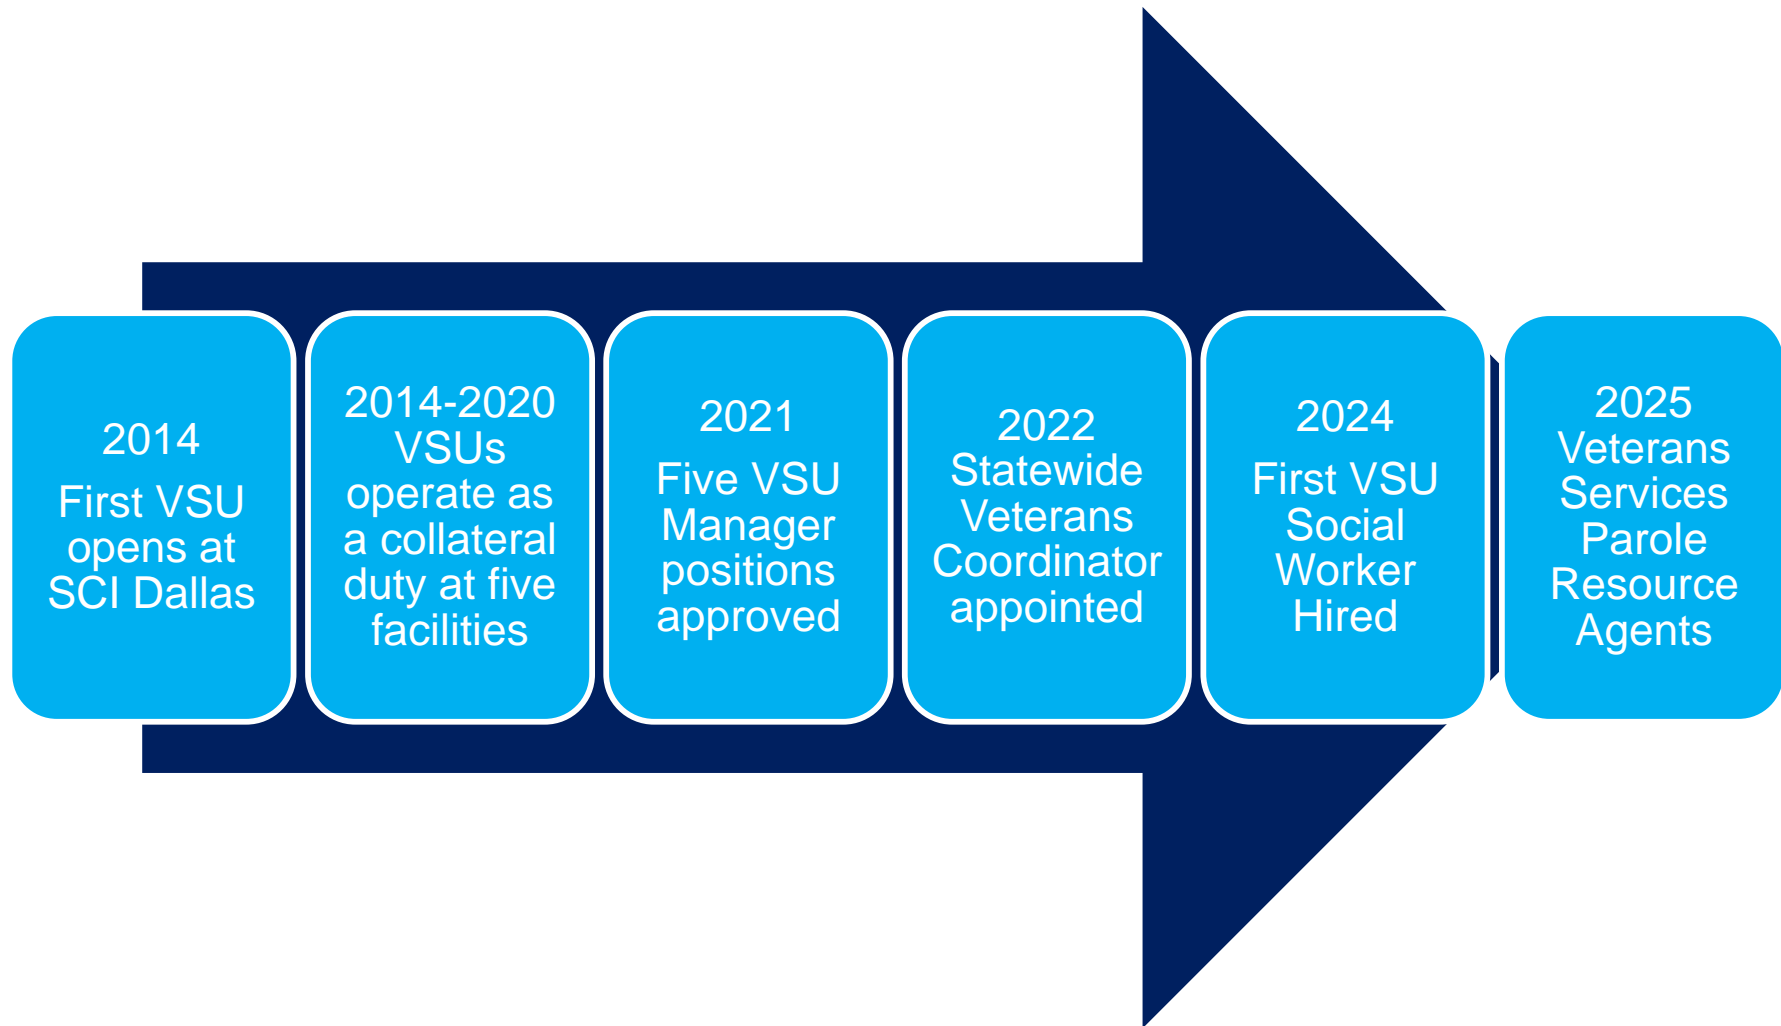 2014
First VSU
opens at
SCI Dallas
2014-2020
VSUs
operate as
a collateral
duty at five
facilities
2021
Five VSU
Manager
positions
approved
2022
Statewide
Veterans
Coordinator
appointed
2024
First VSU
Social
Worker
Hired
2025
Veterans
Services
Parole
Resource
Agents